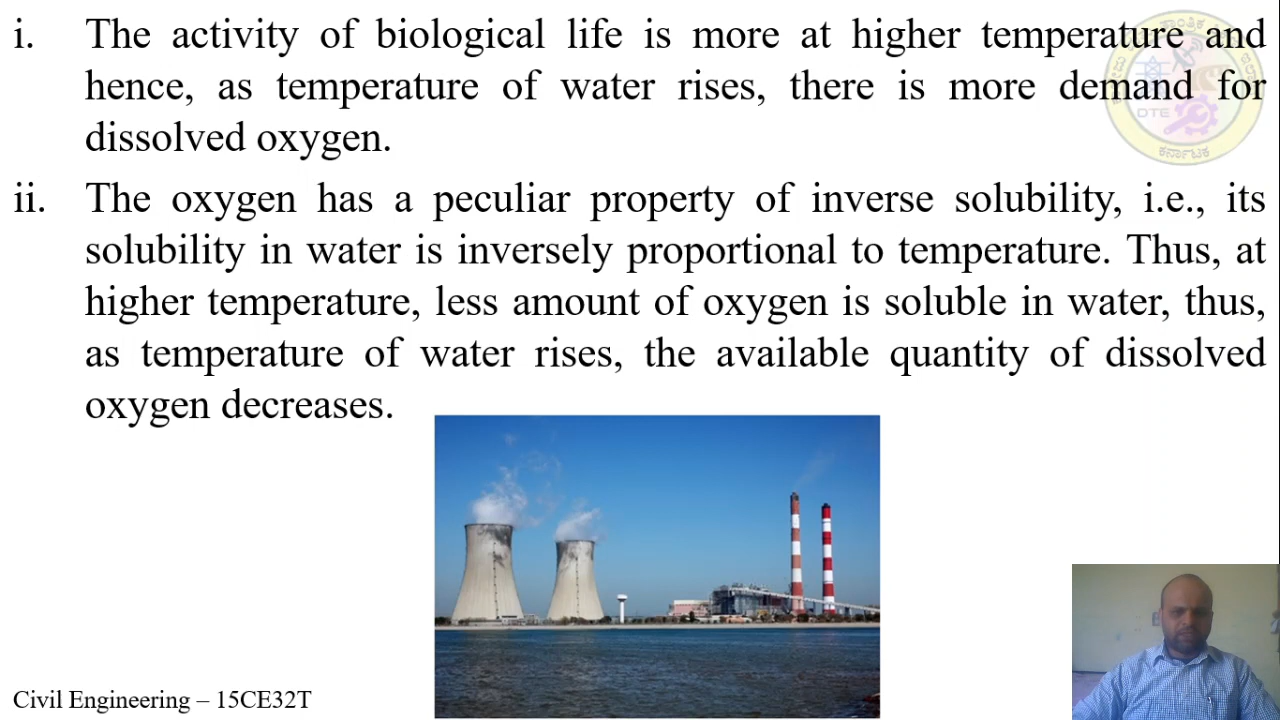 i. The activity of biological life is more at higher temperature and
hence, as temperature of water rises, there is more demand for
dissolved oxygen.
ii. The oxygen has a peculiar property of inverse solubility, i.e., its
solubility in water is inversely proportional to temperature. Thus, at
higher temperature, less amount of oxygen is soluble in water, thus,
as temperature of water rises, the available quantity of dissolved
oxygen decreases.
DTE
ಕರ್ನಾಟಕ
Civil Engineering – 15CE32T